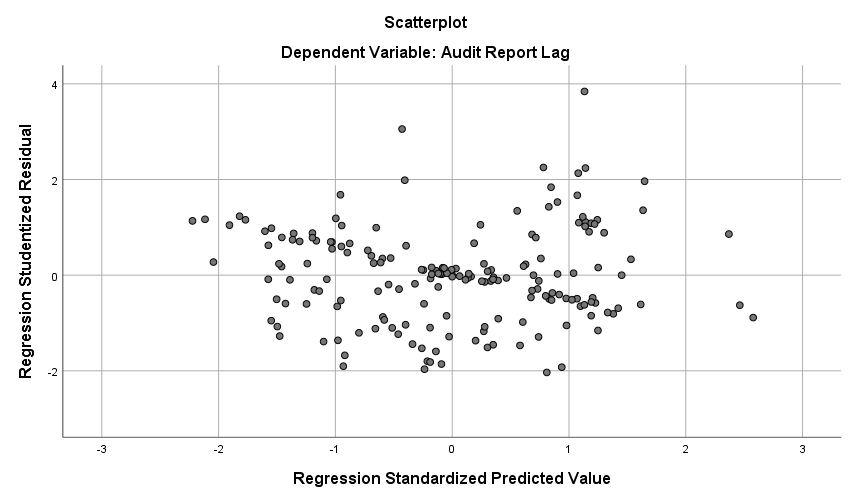 Scatterplot
Dependent Variable: Audit Report Lag
Regression Studentized Residual
4
2
0
-2
-3
-2
-1
0
1
2
3
Regression Standardized Predicted Value